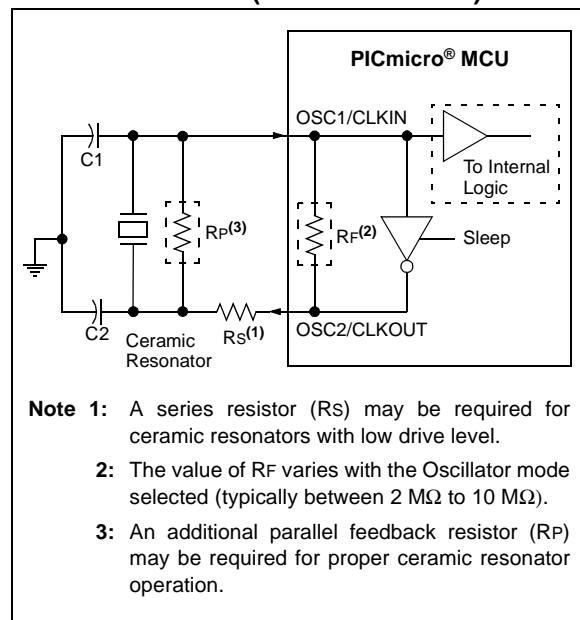 PICmicro® MCU
OSC1/CLKIN
C1
To Internal
Logic
RP(3)
RF(2)
Sleep
C2
Ceramic
Resonator
RS(1)
OSC2/CLKOUT
Note 1: A series resistor (RS) may be required for
ceramic resonators with low drive level.
2: The value of RF varies with the Oscillator mode
selected (typically between 2 MΩ to 10 MΩ).
3: An additional parallel feedback resistor (RP)
may be required for proper ceramic resonator
operation.